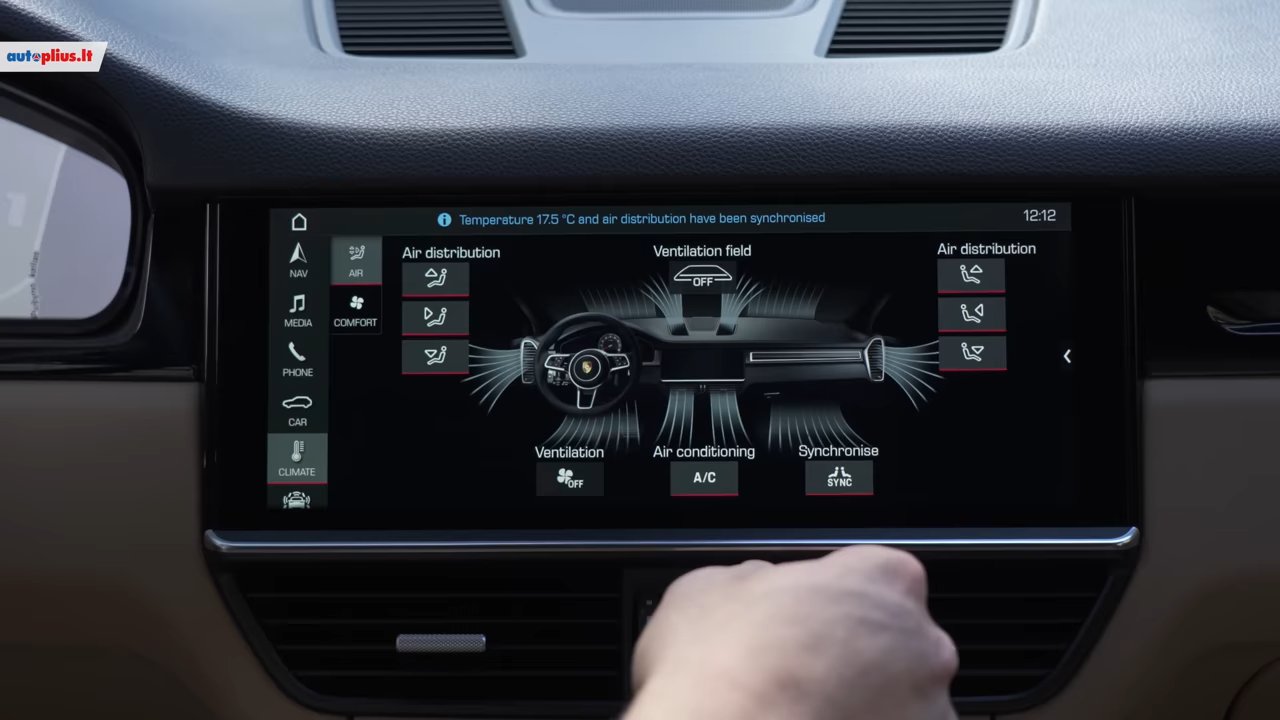 autoplius.lt
Temperature 17.5 °C and air distribution have been synchronised
12:12
NAV
MEDIA
PHONE
CAR
CLIMATE
AIR
COMFORT
Air distribution
Ventilation field
OFF
Air distribution
Ventilation
OFF
Air conditioning
A/C
Synchronise
SYNC